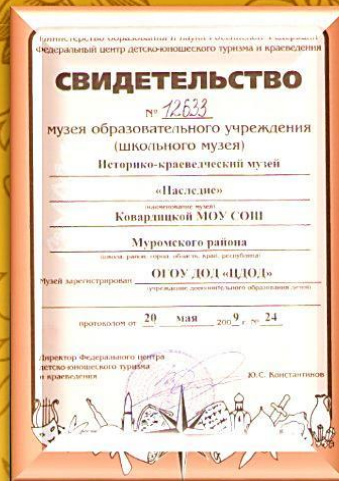 Министерство образования и науки Российской Федерации
Федеральный центр детско-юношеского туризма и краеведения
СВИДЕТЕЛЬСТВО
№ 12633
музея образовательного учреждения
(школьного музея)
Историко-краеведческий музей
«Наследие»
(наименование музея)
Ковардицкой МОУ СОШ
Муромского района
(школа, район, город, область, край, республика)
Музей зарегистрирован ОГОУ ДОД «ЦДОД»
(учреждение дополнительного образования детей)
протоколом от 20 мая 2009 г. № 24
Директор Федерального центра
детско-юношеского туризма
и краеведения Ю.С. Константинов